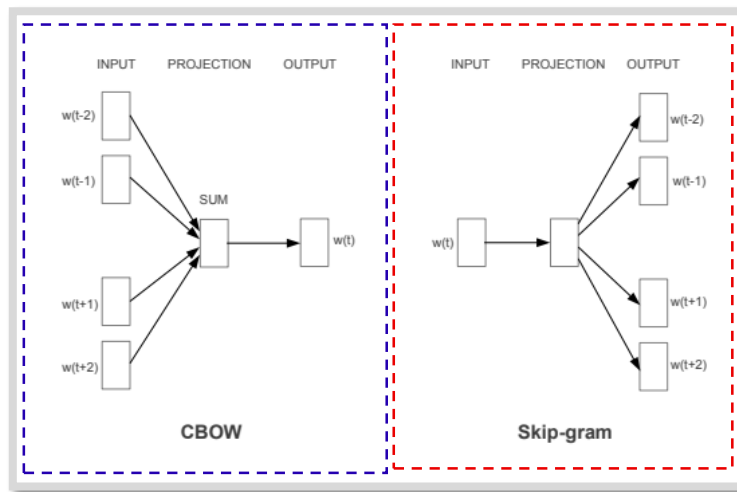 INPUT PROJECTION OUTPUT
w(t-2)
w(t-1)
SUM
w(t)
w(t+1)
w(t+2)
CBOW
INPUT PROJECTION OUTPUT
w(t-2)
w(t-1)
w(t)
w(t+1)
w(t+2)
Skip-gram